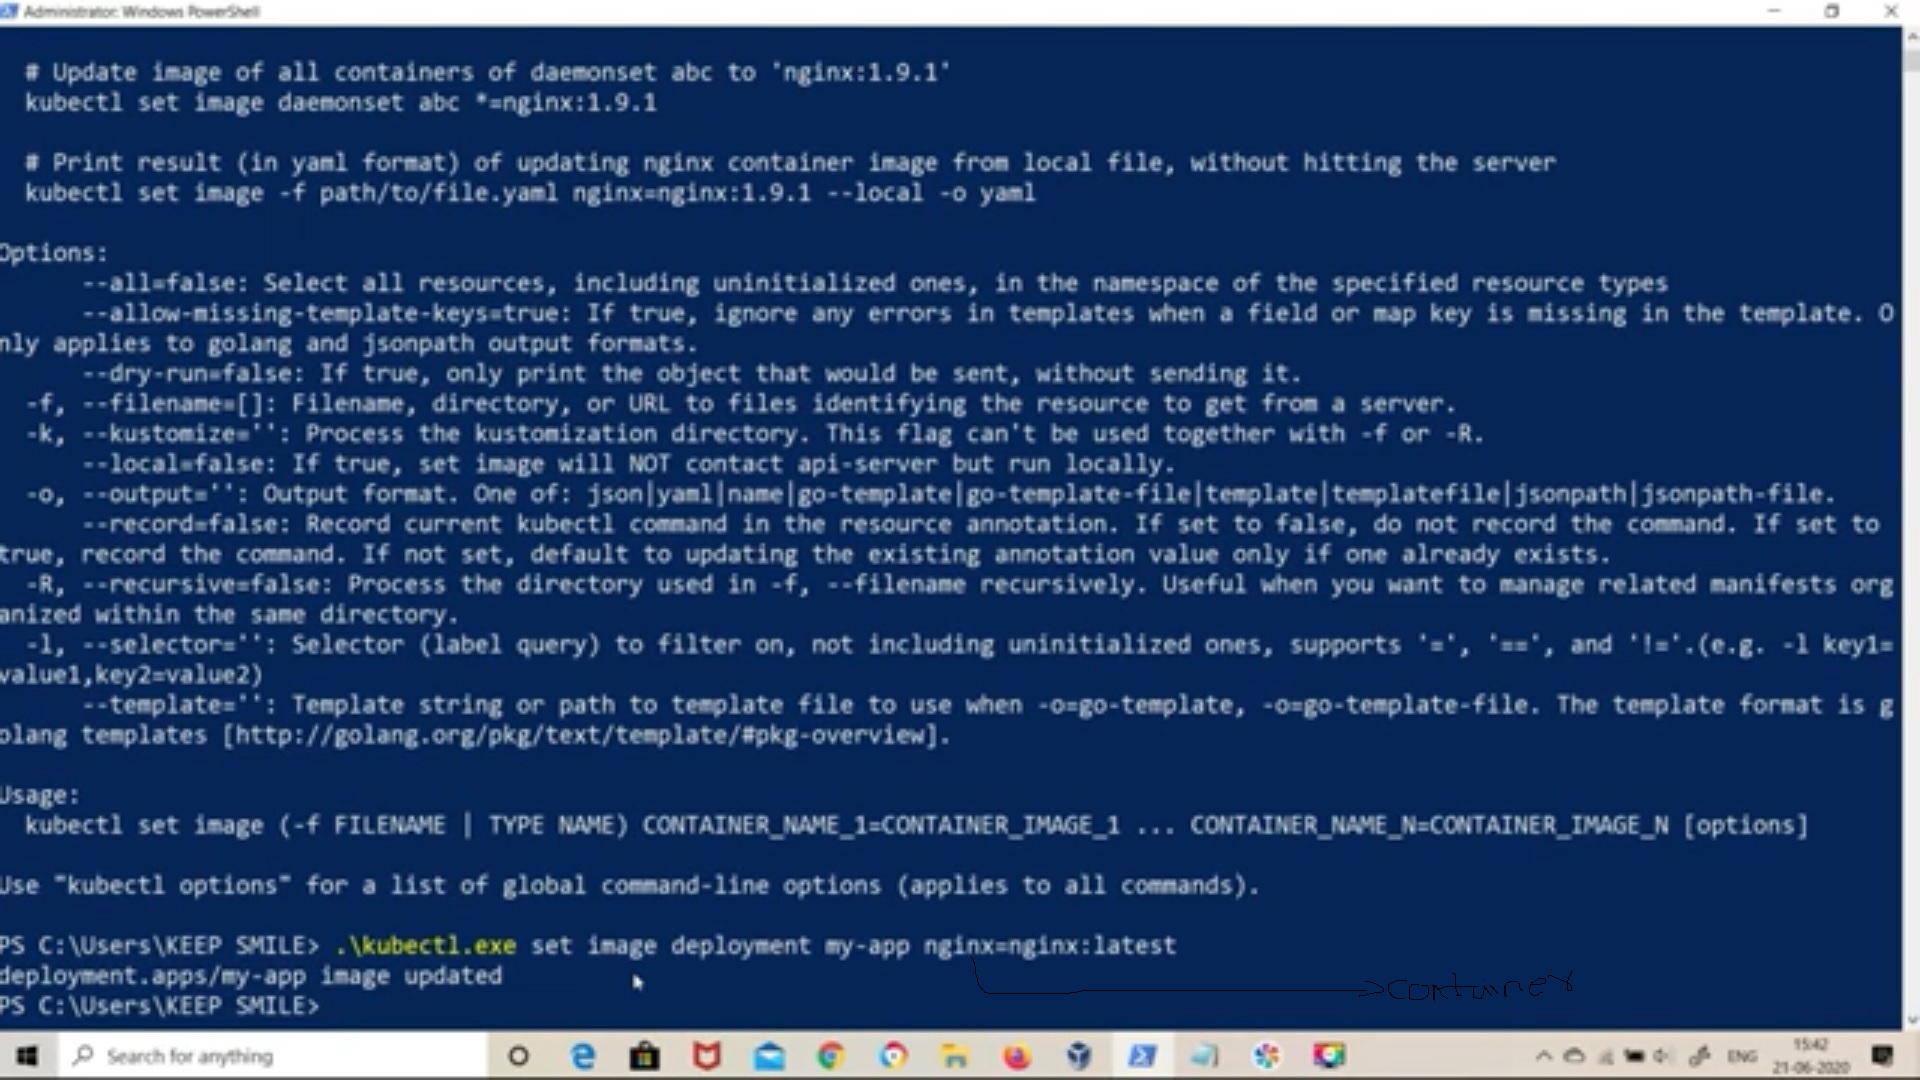 Administrator: Windows PowerShell
# Update image of all containers of daemonset abc to 'nginx:1.9.1'
kubectl set image daemonset abc *=nginx:1.9.1
# Print result (in yaml format) of updating nginx container image from local file, without hitting the server
kubectl set image -f path/to/file.yaml nginx=nginx:1.9.1 --local -o yaml
Options:
--all=false: Select all resources, including uninitialized ones, in the namespace of the specified resource types
--allow-missing-template-keys=true: If true, ignore any errors in templates when a field or map key is missing in the template. O
nly applies to golang and jsonpath output formats.
--dry-run=false: If true, only print the object that would be sent, without sending it.
-f, --filename=[]: Filename, directory, or URL to files identifying the resource to get from a server.
-k, --kustomize='': Process the kustomization directory. This flag can't be used together with -f or -R.
--local=false: If true, set image will NOT contact api-server but run locally.
-o, --output='': Output format. One of: json|yaml|name|go-template|go-template-file|template|templatefile|jsonpath|jsonpath-file.
--record=false: Record current kubectl command in the resource annotation. If set to false, do not record the command. If set to
true, record the command. If not set, default to updating the existing annotation value only if one already exists.
-R, --recursive=false: Process the directory used in -f, --filename recursively. Useful when you want to manage related manifests org
anized within the same directory.
-l, --selector='': Selector (label query) to filter on, not including uninitialized ones, supports '=', '==', and '!='.(e.g. -l key1=
value1,key2=value2)
--template='': Template string or path to template file to use when -o=go-template, -o=go-template-file. The template format is g
olang templates [http://golang.org/pkg/text/template/#pkg-overview].
Usage:
kubectl set image (-f FILENAME | TYPE NAME) CONTAINER_NAME_1=CONTAINER_IMAGE_1 ... CONTAINER_NAME_N=CONTAINER_IMAGE_N [options]
Use "kubectl options" for a list of global command-line options (applies to all commands).
PS C:\Users\KEEP SMILE> .\kubectl.exe set image deployment my-app nginx=nginx:latest
deployment.apps/my-app image updated
container
PS C:\Users\KEEP SMILE>
Search for anything
ENG
15:42
21-06-2020